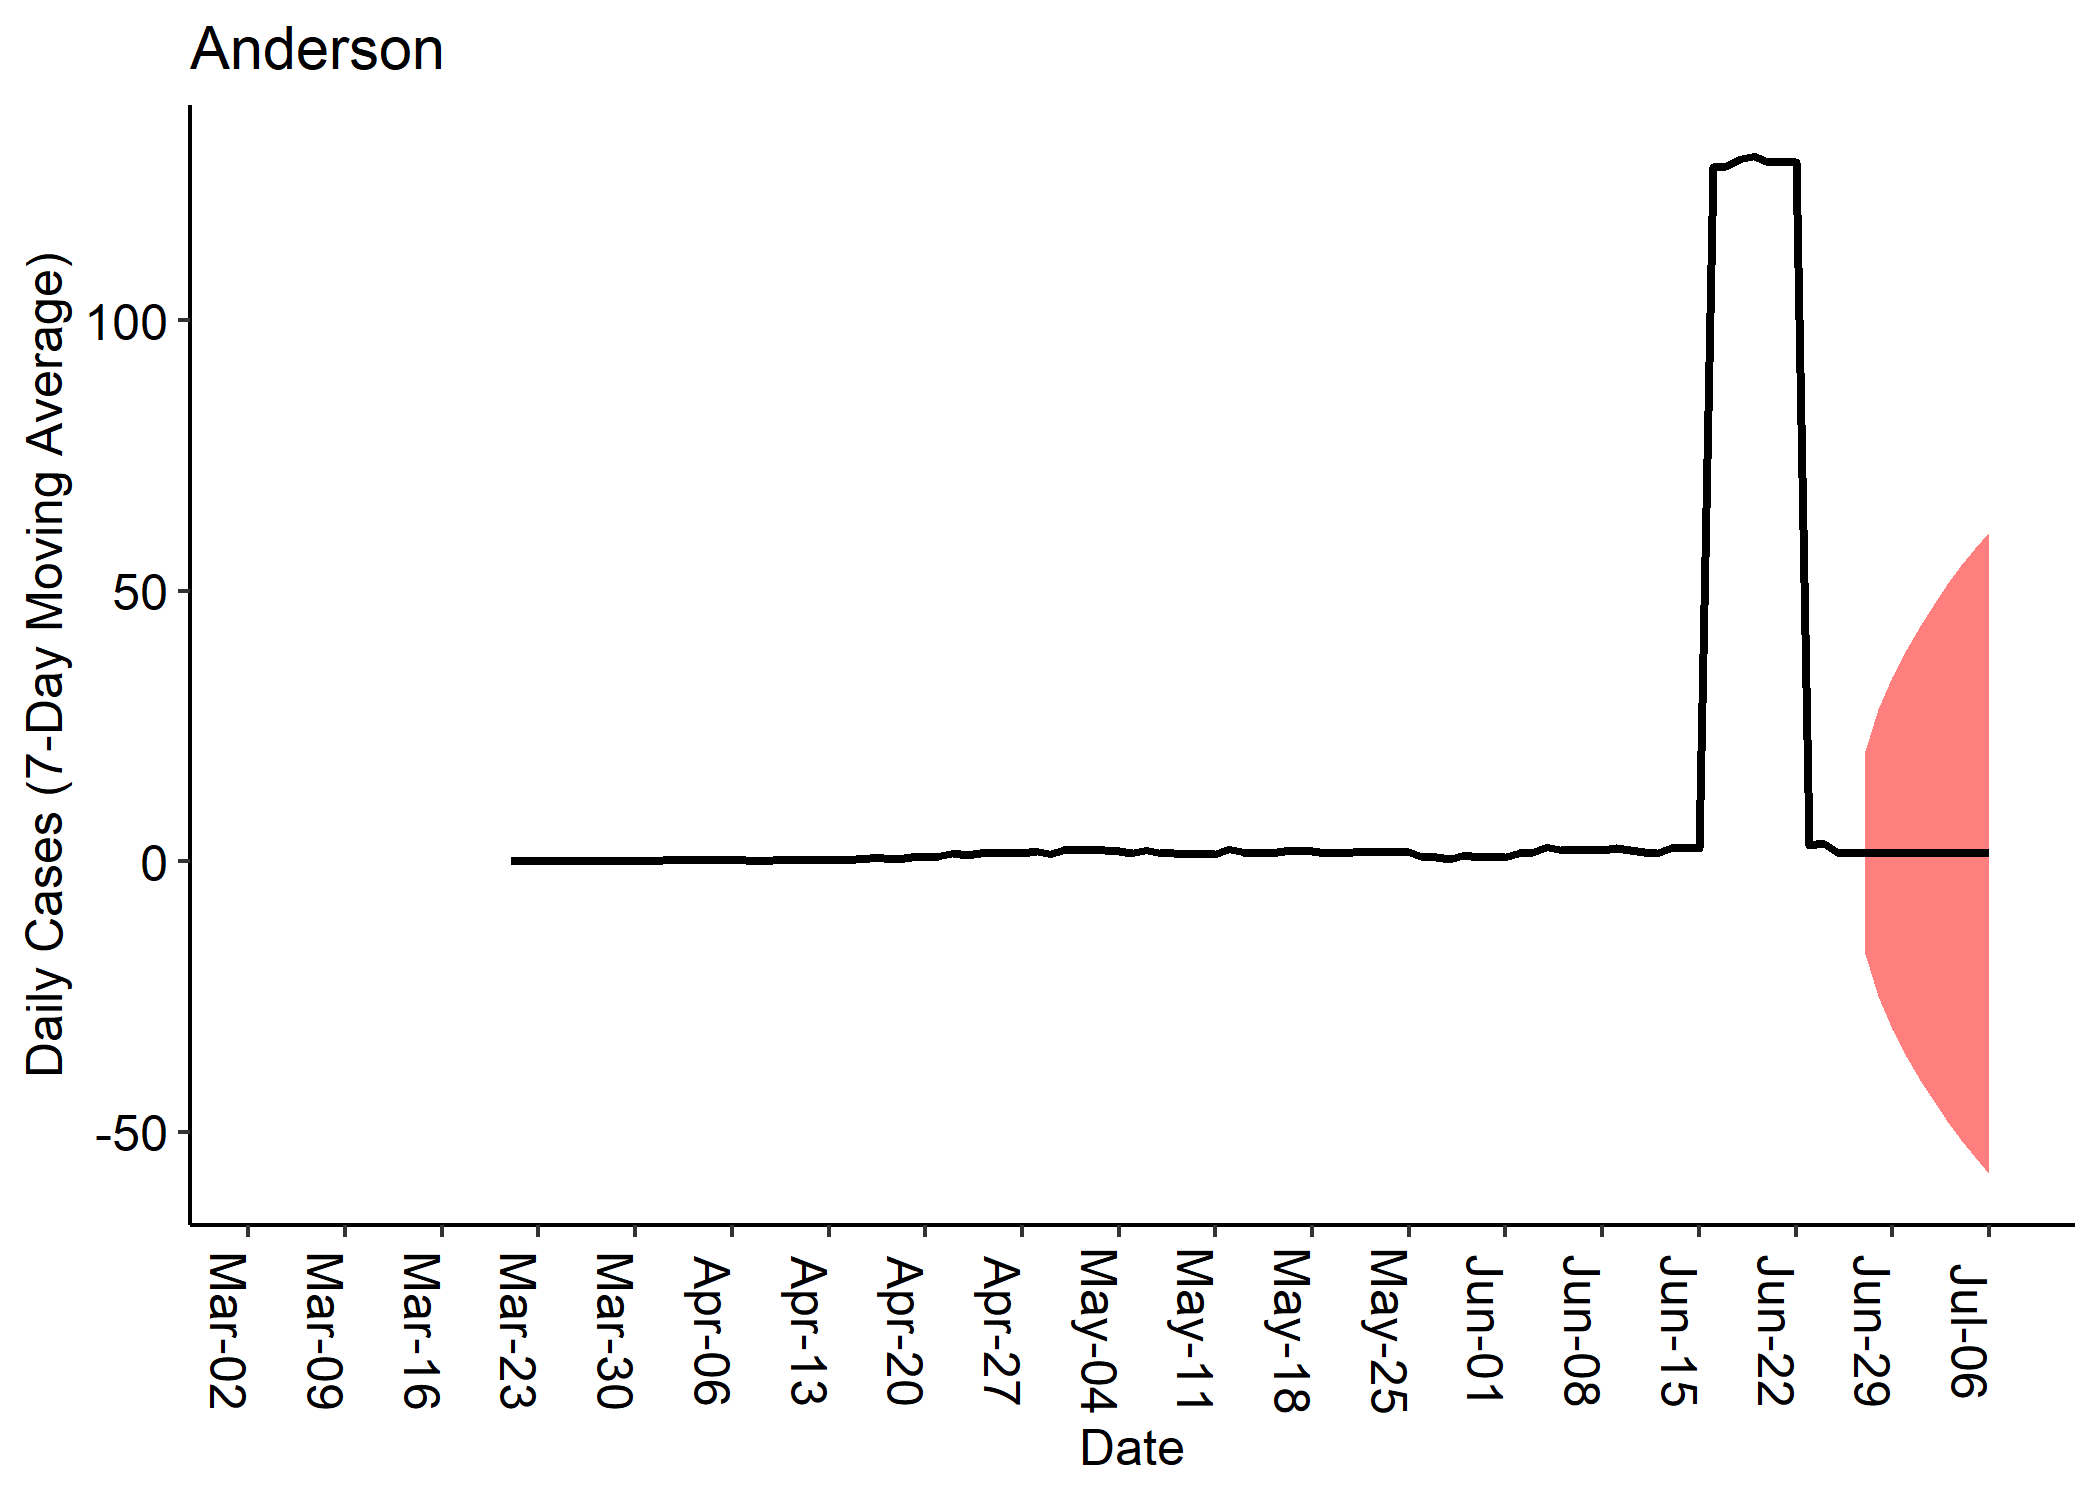 Anderson
Daily Cases (7-Day Moving Average)
100
50
0
-50
Mar-02
Mar-09
Mar-16
Mar-23
Mar-30
Apr-06
Apr-13
Apr-20
Apr-27
May-04
May-11
May-18
May-25
Jun-01
Jun-08
Jun-15
Jun-22
Jun-29
Jul-06
Date